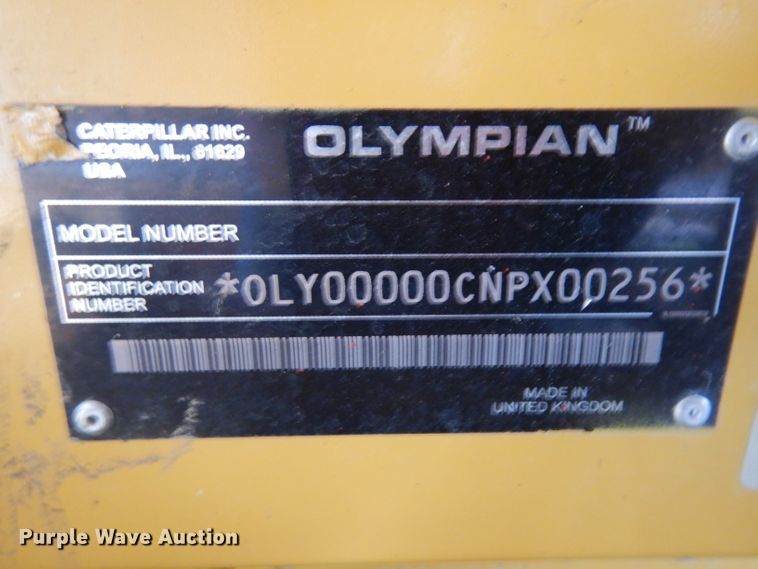 CATERPILLAR INC.
PEORIA, IL., 61629
USA
OLYMPIAN™
MODEL NUMBER
PRODUCT
IDENTIFICATION
NUMBER
*OLY00000CNPX00256*
MADE IN
UNITED KINGDOM
Purple Wave Auction